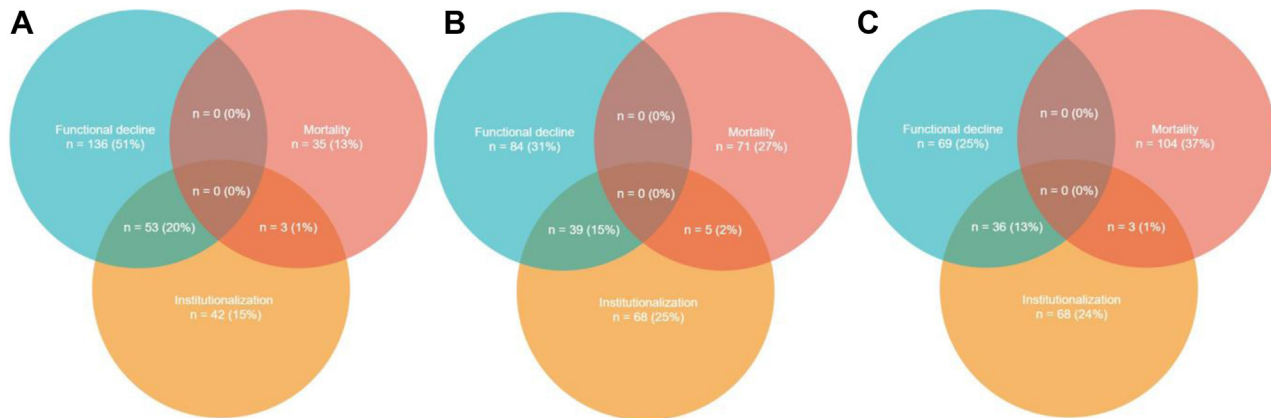 A
n = 0 (0%)
Functional decline
n = 136 (51%)
Mortality
n = 35 (13%)
n = 0 (0%)
n = 53 (20%)
n = 3 (1%)
Institutionalization
n = 42 (15%)
B
n = 0 (0%)
Functional decline
n = 84 (31%)
Mortality
n = 71 (27%)
n = 0 (0%)
n = 39 (15%)
n = 5 (2%)
Institutionalization
n = 68 (25%)
C
n = 0 (0%)
Functional decline
n = 69 (25%)
Mortality
n = 104 (37%)
n = 0 (0%)
n = 36 (13%)
n = 3 (1%)
Institutionalization
n = 68 (24%)